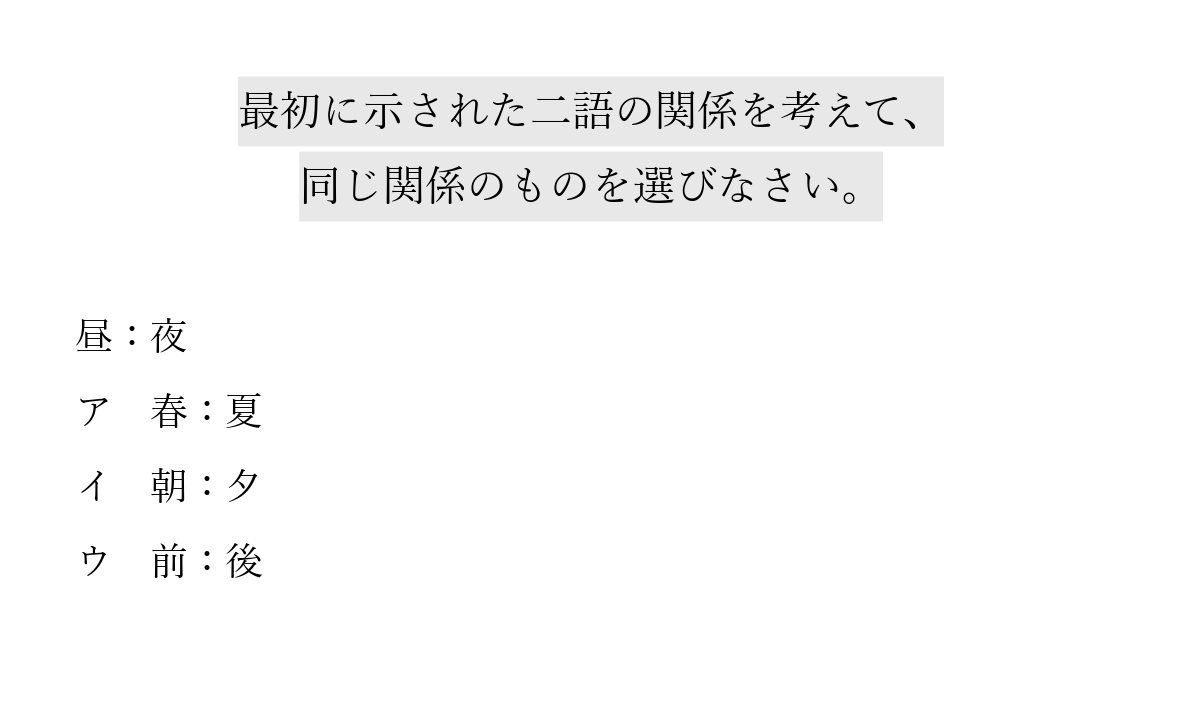 最初に示された二語の関係を考えて、
同じ関係のものを選びなさい。
昼：夜
ア　春：夏
イ　朝：夕
ウ　前：後